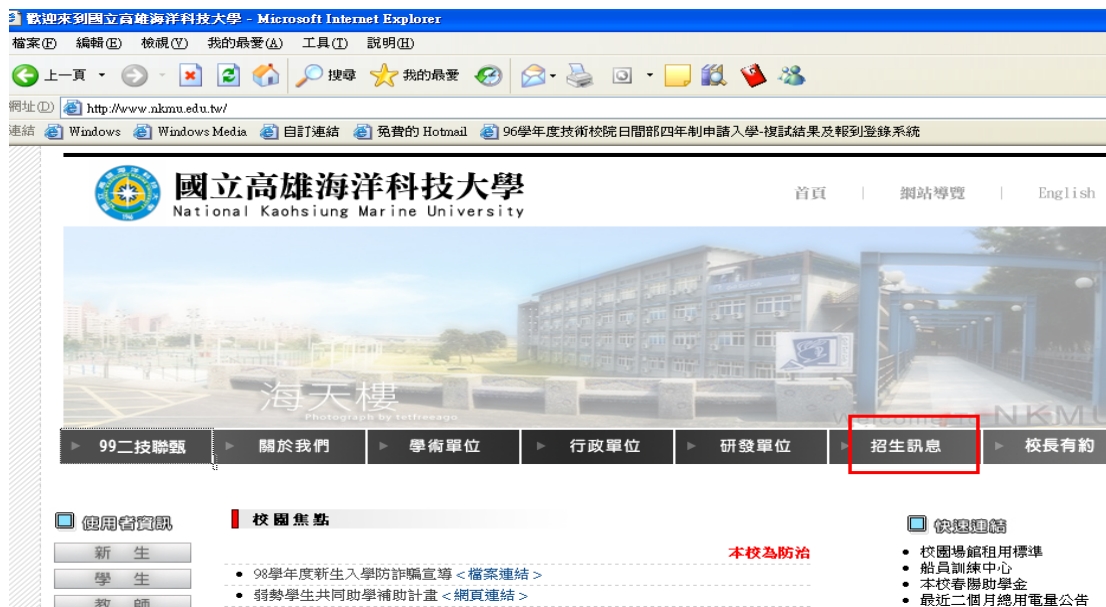 歡迎來到國立高雄海洋科技大學 - Microsoft Internet Explorer
檔案(F) 編輯(E) 檢視(V) 我的最愛(A) 工具(T) 說明(H)
上一頁 搜尋 我的最愛
網址(D) http://www.nkmu.edu.tw/
連結 Windows Windows Media 自訂連結 免費的 Hotmail 96學年度技術校院日間部四年制申請入學-複試結果及報到登錄系統
國立高雄海洋科技大學
National Kaohsiung Marine University
首頁 | 網站導覽 | English
海天樓
Photograph by tetfreeago
Welcome to NKMU
99二技聯甄 關於我們 學術單位 行政單位 研發單位 招生訊息 校長有約
使用者資訊
新 生
學 生
教 師
校園焦點
本校為防治
98學年度新生入學防詐騙宣導 <檔案連結 >
弱勢學生共同助學補助計畫 <網頁連結 >
快速連結
校園場館租用標準
船員訓練中心
本校春陽助學金
最近二個月總用電量公告